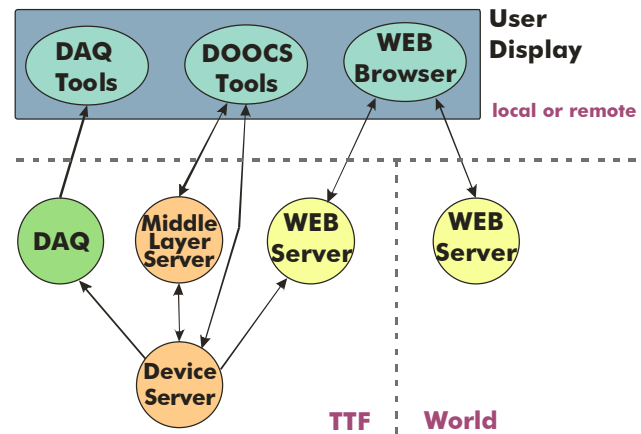 User
Display
DAQ
Tools
DOOCS
Tools
WEB
Browser
local or remote
DAQ
Middle
Layer
Server
WEB
Server
WEB
Server
Device
Server
TTF
World